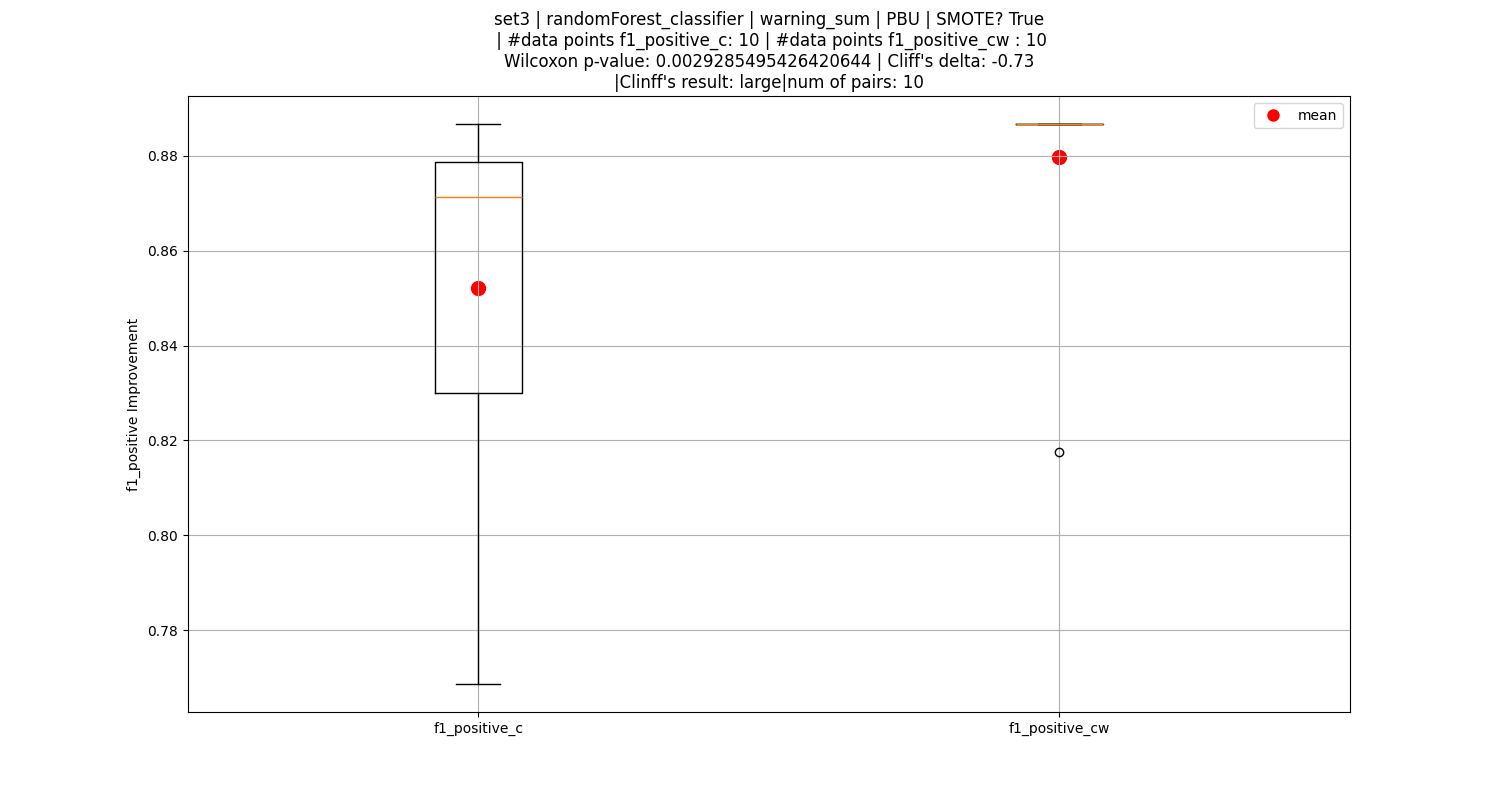 set3 | randomForest_classifier | warning_sum | PBU | SMOTE? True
| #data points f1_positive_c: 10 | #data points f1_positive_cw : 10
Wilcoxon p-value: 0.0029285495426420644 | Cliff's delta: -0.73
|Clinff's result: large|num of pairs: 10
mean
0.88
0.86
0.84
0.82
0.80
0.78
f1_positive Improvement
f1_positive_c
f1_positive_cw